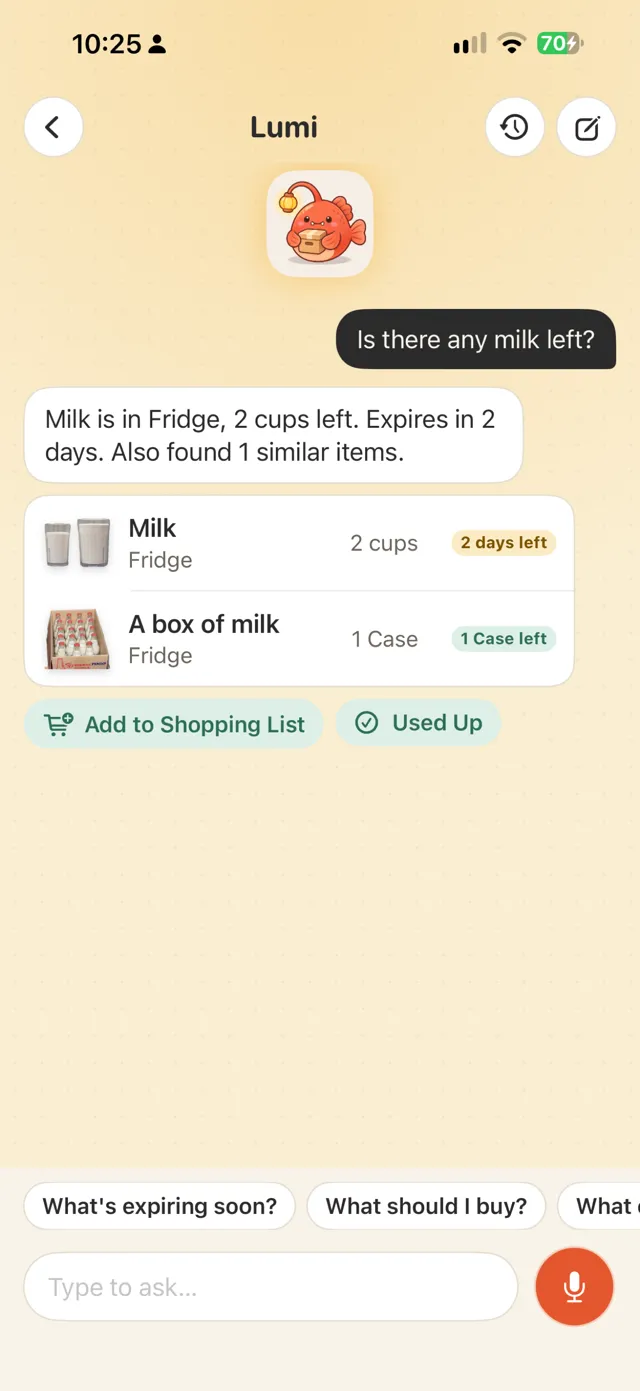 10:25
70
Lumi
Is there any milk left?
Milk is in Fridge, 2 cups left. Expires in 2
days. Also found 1 similar items.
Milk
Fridge
2 cups
2 days left
A box of milk
Fridge
1 Case
1 Case left
Add to Shopping List
Used Up
What's expiring soon?
What should I buy?
What
Type to ask...